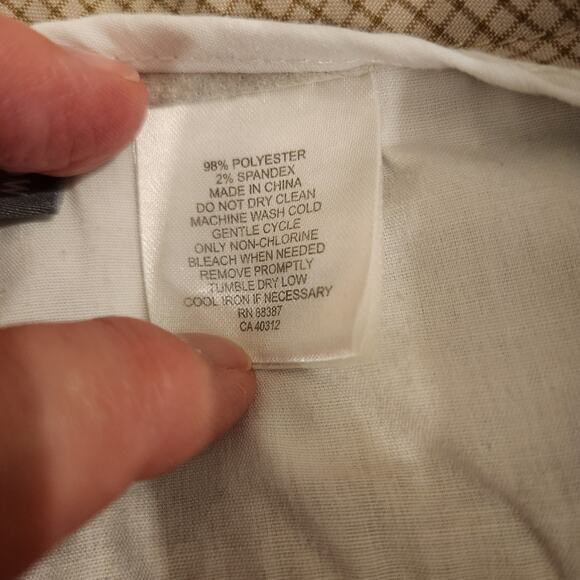 98% POLYESTER
2% SPANDEX
MADE IN CHINA
DO NOT DRY CLEAN
MACHINE WASH COLD
GENTLE CYCLE
ONLY NON-CHLORINE
BLEACH WHEN NEEDED
REMOVE PROMPTLY
TUMBLE DRY LOW
COOL IRON IF NECESSARY
RN 88387
CA 40312